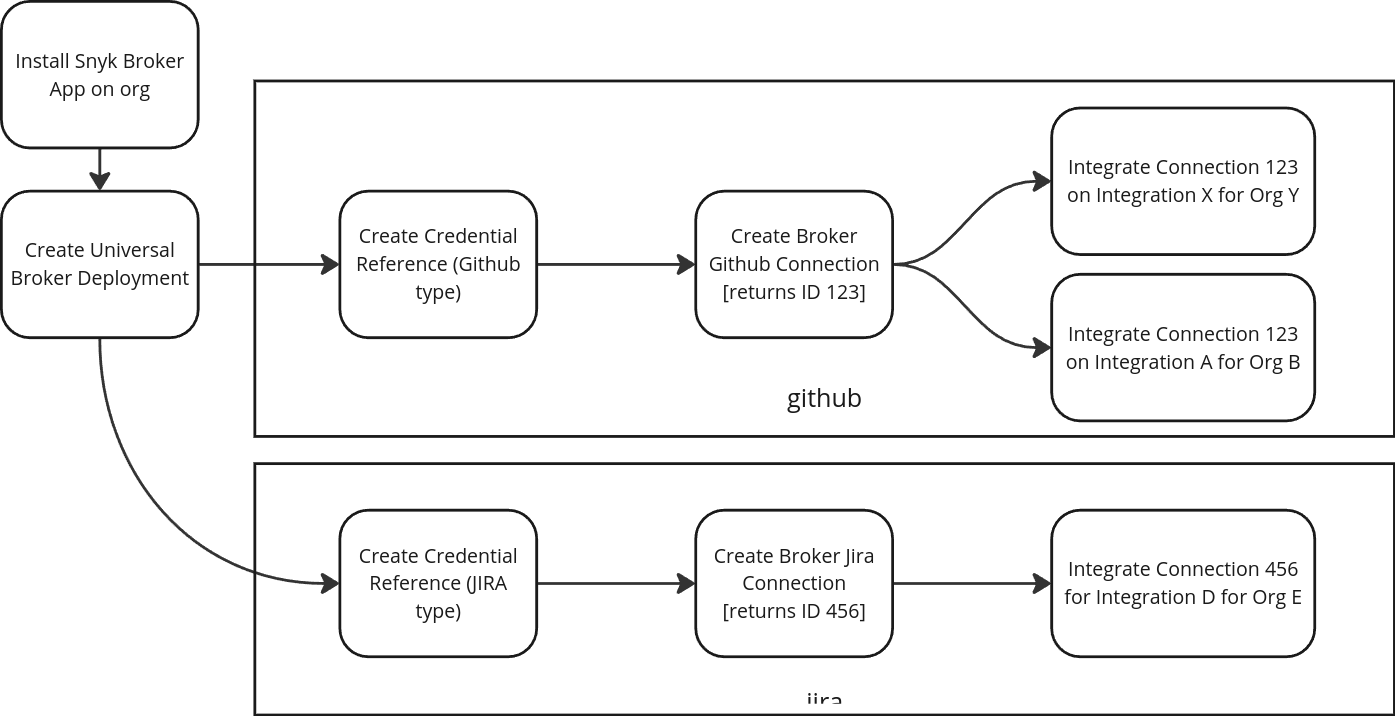 Install Snyk Broker
App on org
Create Universal
Broker Deployment
Create Credential
Reference (Github
type)
Create Broker
Github Connection
[returns ID 123]
Integrate Connection 123
on Integration X for Org Y
Integrate Connection 123
on Integration A for Org B
github
Create Credential
Reference (JIRA
type)
Create Broker Jira
Connection
[returns ID 456]
Integrate Connection 456
for Integration D for Org E
jira